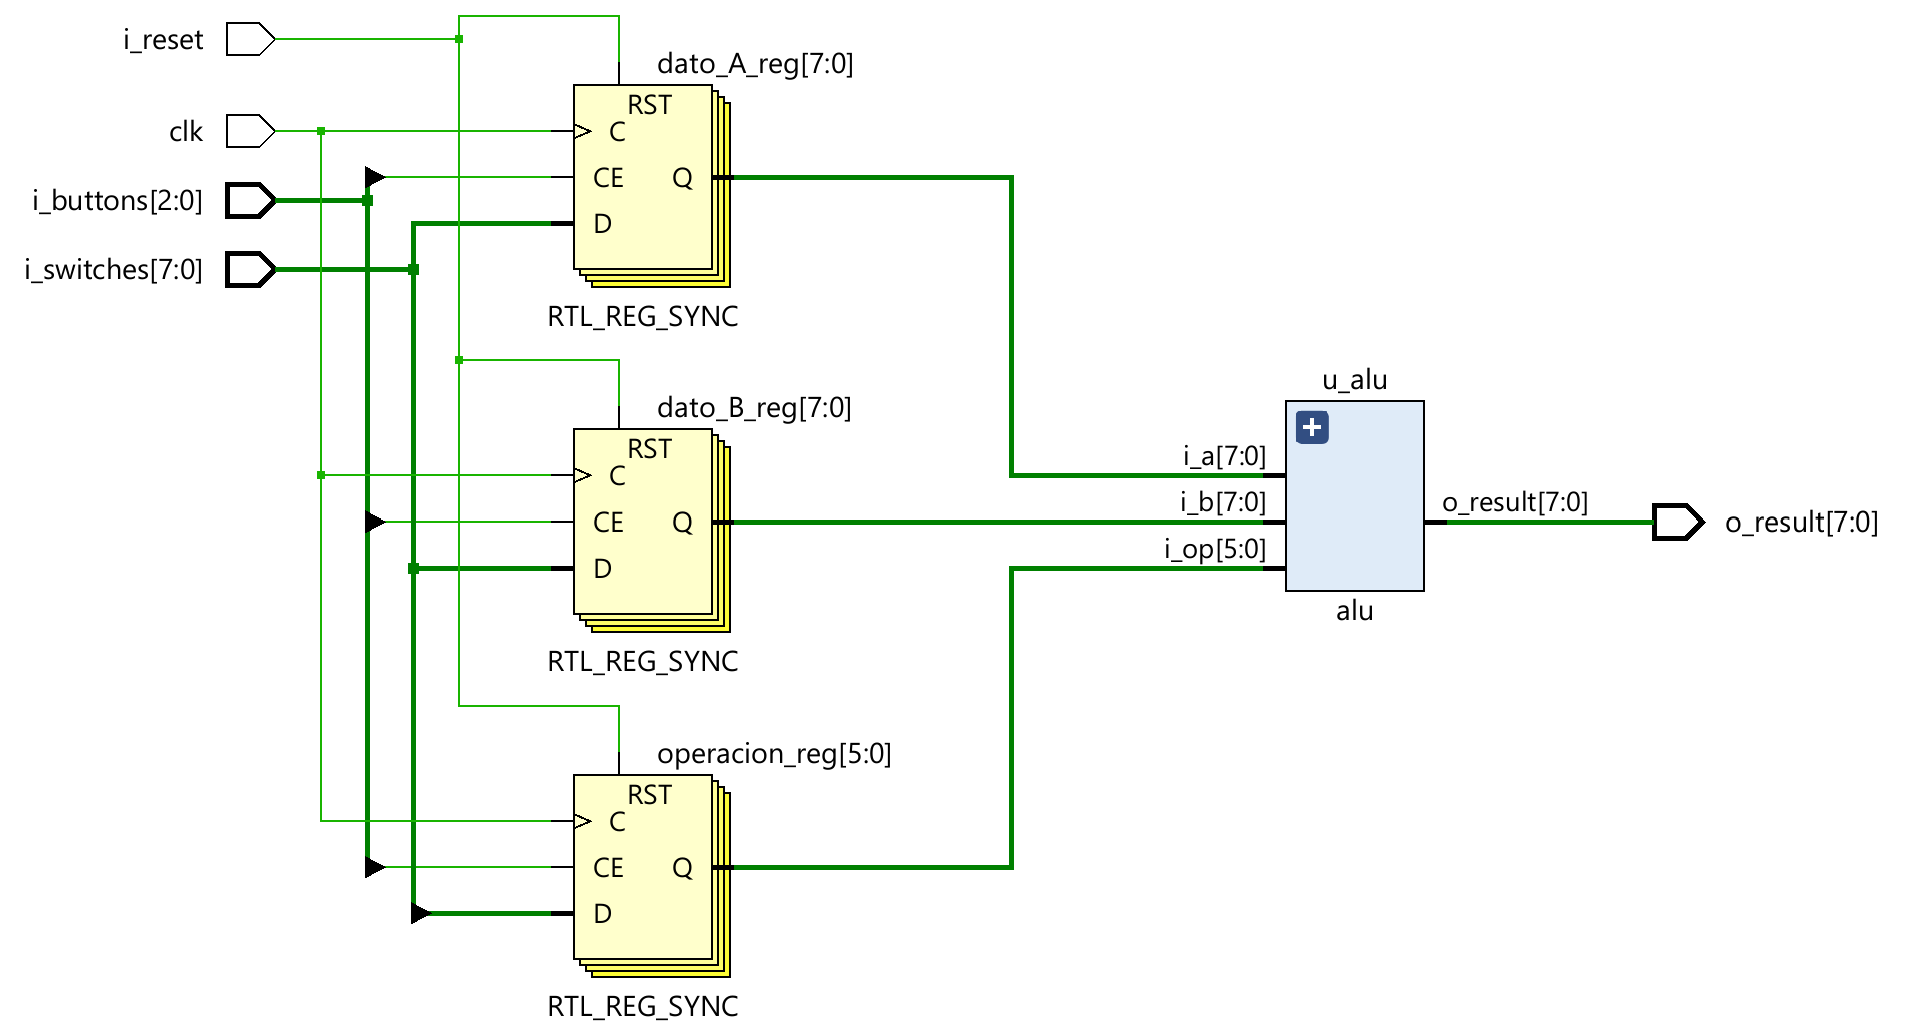 i_reset
clk
i_buttons[2:0]
i_switches[7:0]
dato_A_reg[7:0]
RST
C
CE
Q
D
RTL_REG_SYNC
dato_B_reg[7:0]
RST
C
CE
Q
D
RTL_REG_SYNC
operacion_reg[5:0]
RST
C
CE
Q
D
RTL_REG_SYNC
u_alu
i_a[7:0]
i_b[7:0]
i_op[5:0]
o_result[7:0]
alu
o_result[7:0]